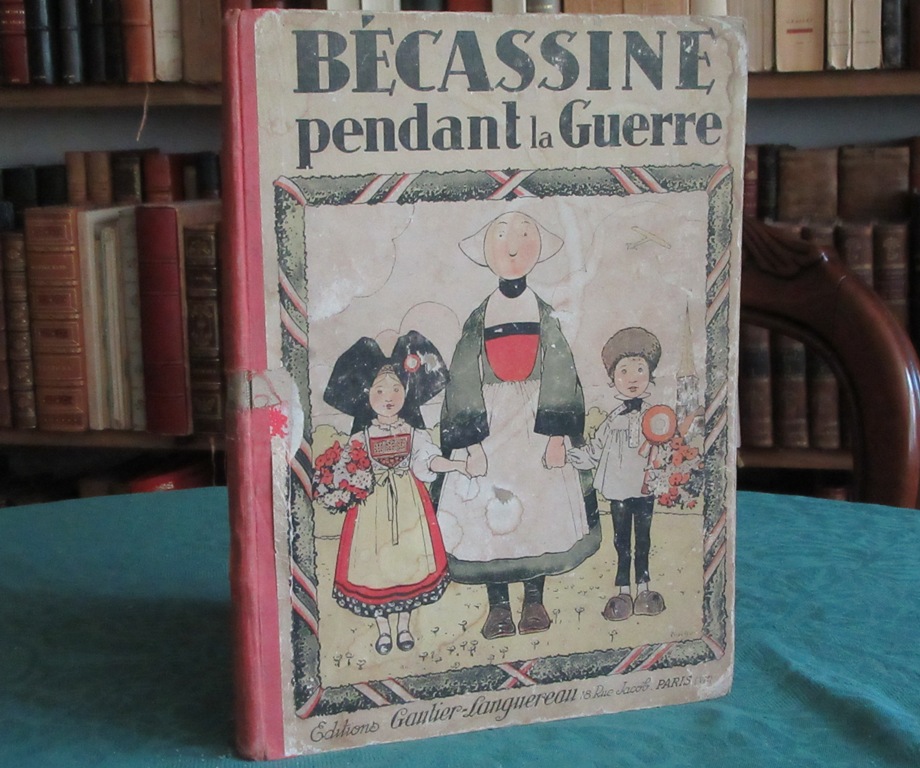 BÉCASSINE
pendant la Guerre
Editions Gautier-Languereau 18 Rue Jacob. PARIS